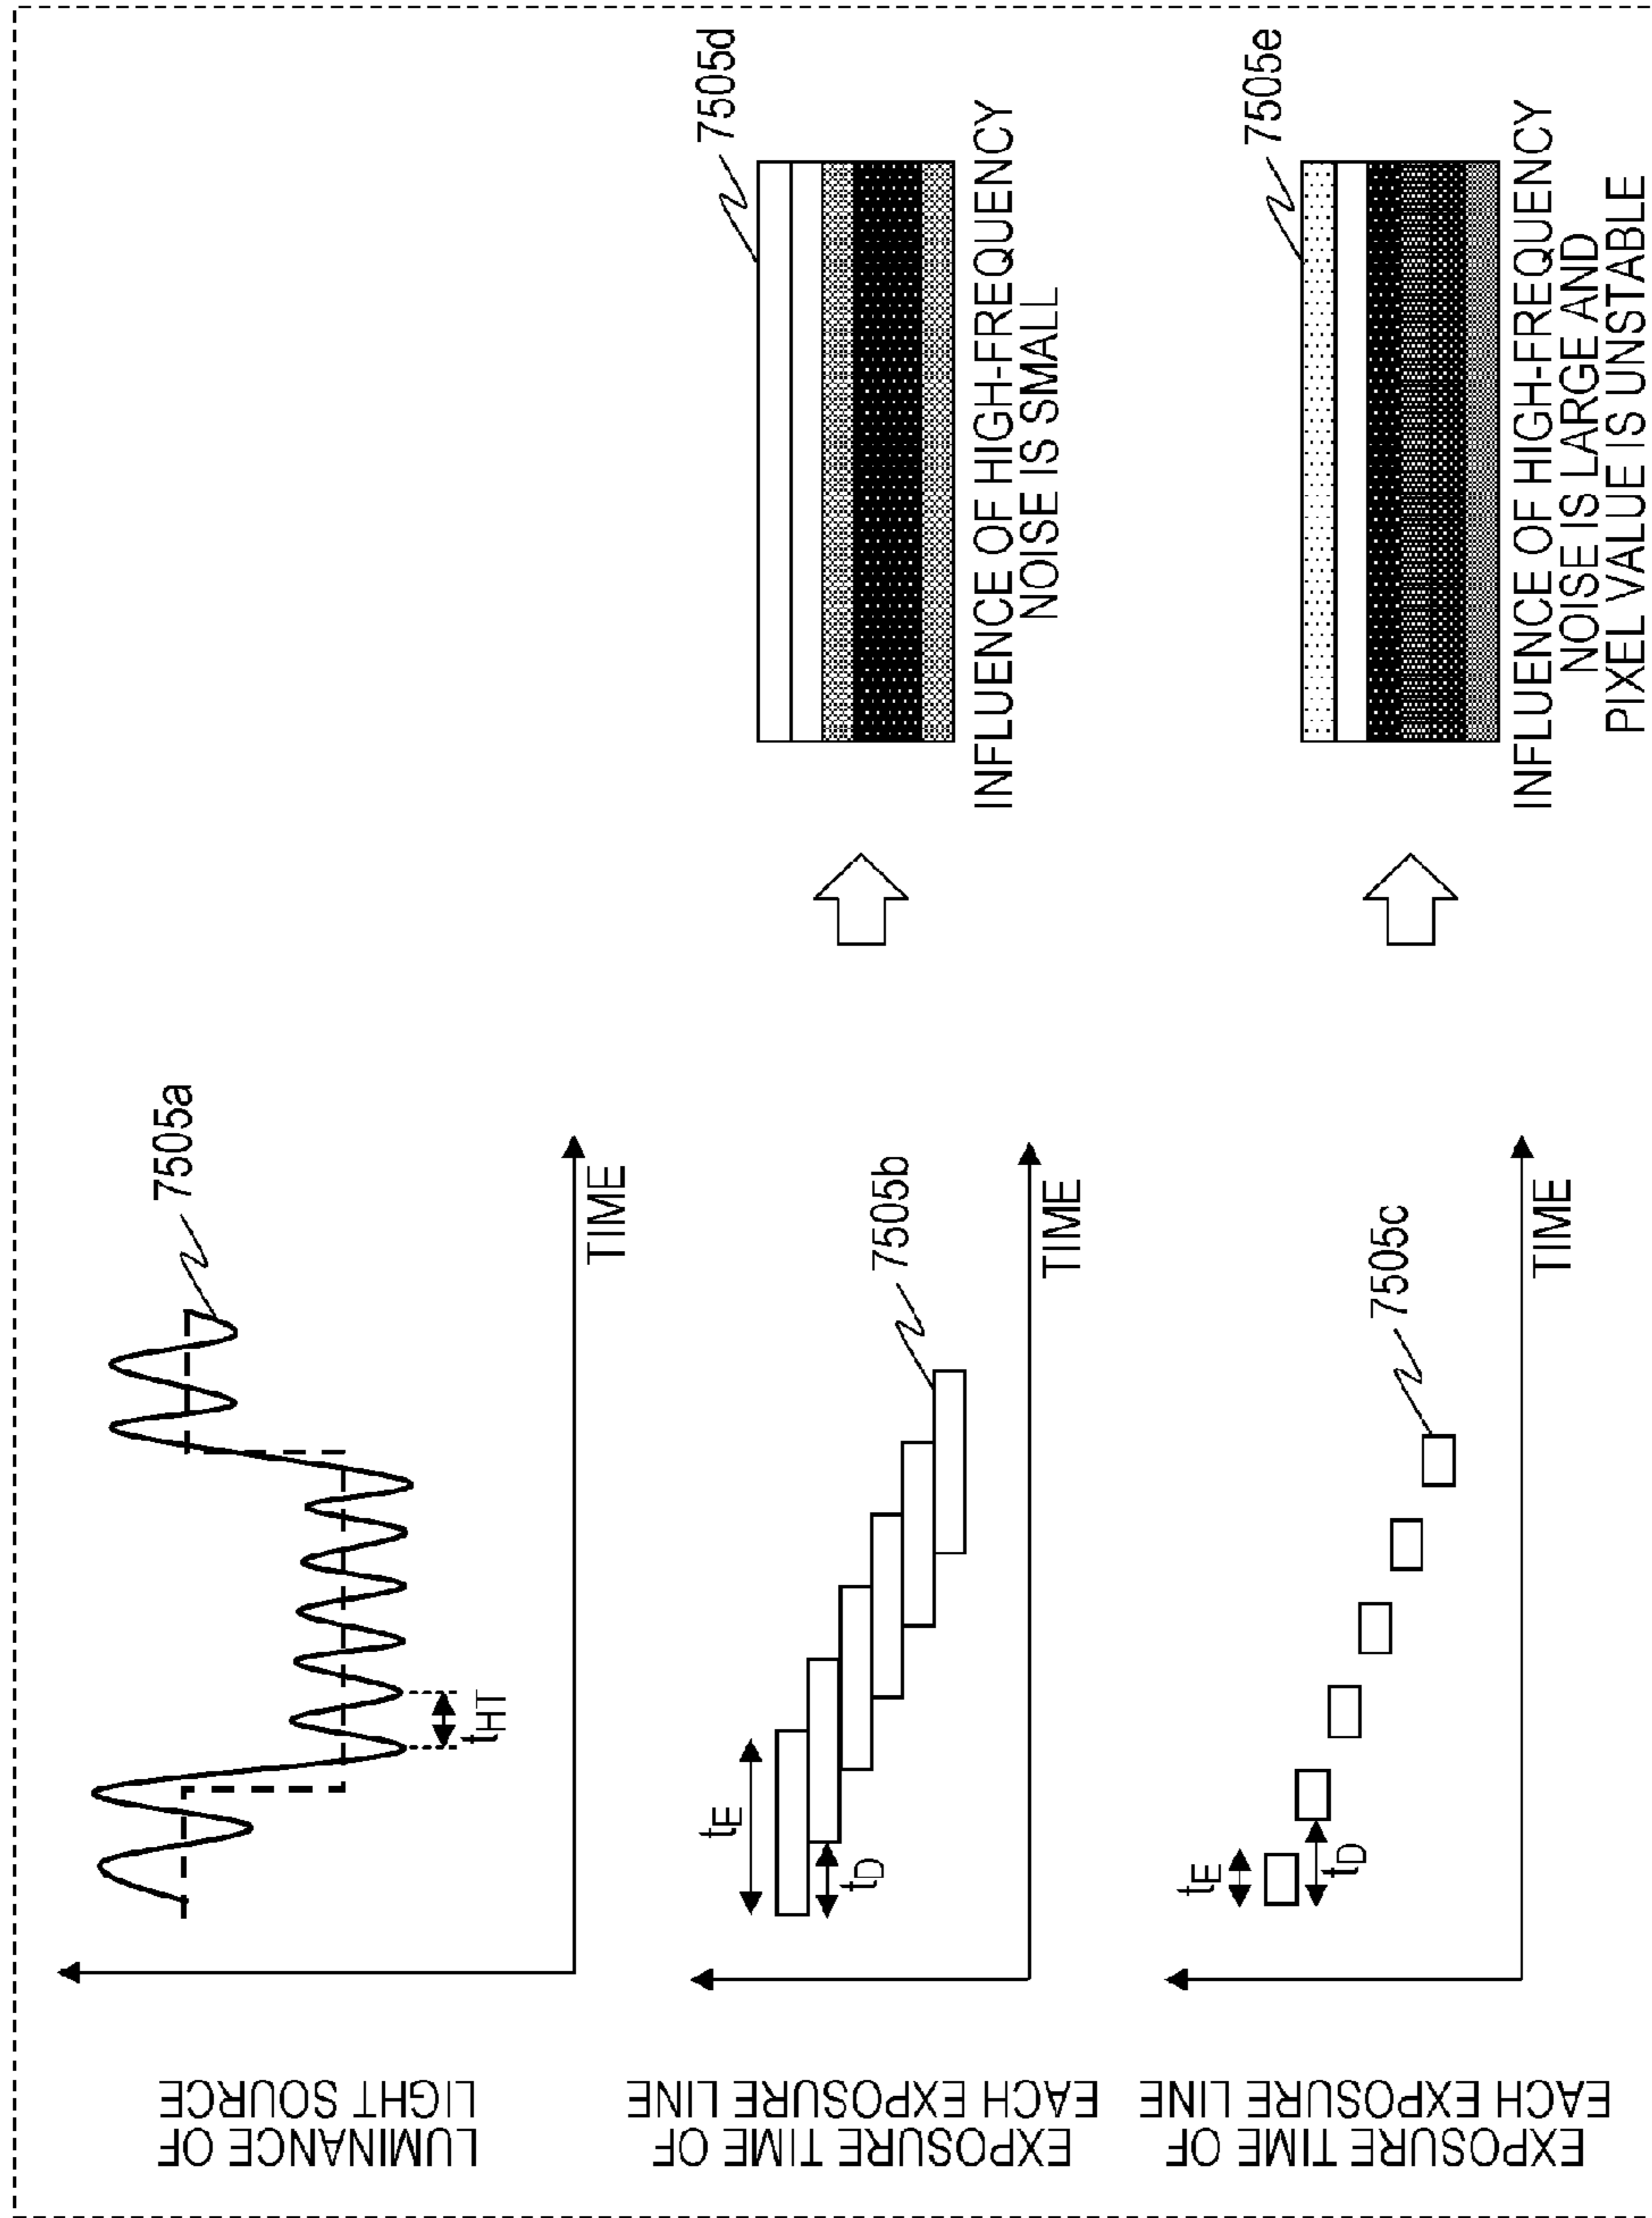 LUMINANCE OF
LIGHT SOURCE
7505a
tHT
TIME
EXPOSURE TIME OF
EACH EXPOSURE LINE
tE
tD
7505b
TIME
7505d
INFLUENCE OF HIGH-FREQUENCY
NOISE IS SMALL
EXPOSURE TIME OF
EACH EXPOSURE LINE
tE
tD
7505c
TIME
7505e
INFLUENCE OF HIGH-FREQUENCY
NOISE IS LARGE AND
PIXEL VALUE IS UNSTABLE